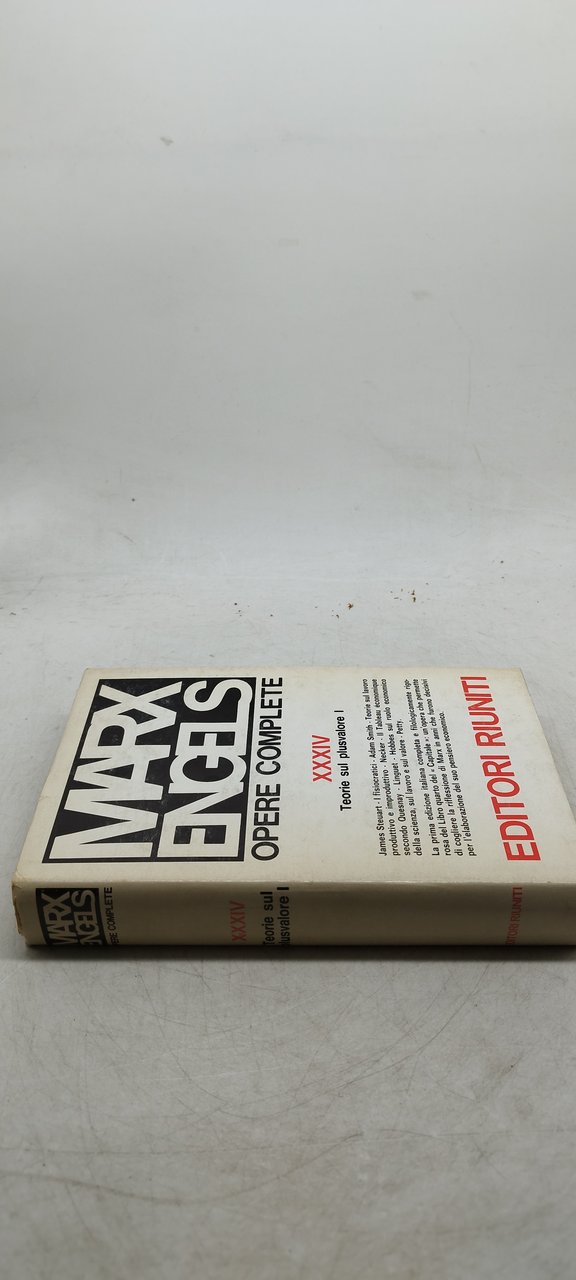 MARX
ENGELS
OPERE COMPLETE
XXXIV
Teorie sul plusvalore I
James Steuart · I fisiocratici · Adam Smith · Teorie sul lavoro
produttivo e improduttivo · Necker · Il Tableau économique
secondo Quesnay · Linguet · Hobbes sul ruolo economico
della scienza, sul lavoro e sul valore · Petty.
La prima edizione italiana completa e filologicamente rigo-
rosa del Libro quarto del « Capitale »: un'opera che permette
di cogliere la riflessione di Marx in anni che furono decisivi
per l'elaborazione del suo pensiero economico.
EDITORI RIUNITI
MARX
ENGELS
OPERE COMPLETE
XXXIV
Teorie sul
plusvalore I
EDITORI RIUNITI